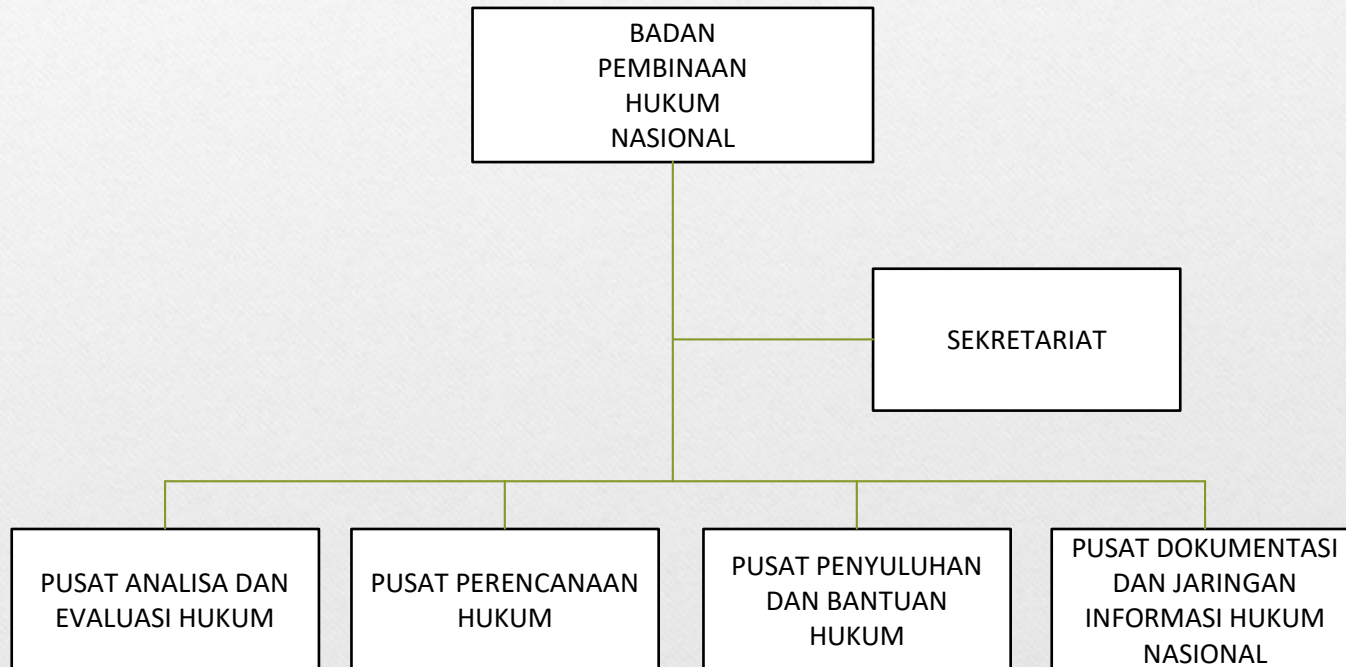 BADAN
PEMBINAAN
HUKUM
NASIONAL
SEKRETARIAT
PUSAT ANALISA DAN
EVALUASI HUKUM
PUSAT PERENCANAAN
HUKUM
PUSAT PENYULUHAN
DAN BANTUAN
HUKUM
PUSAT DOKUMENTASI
DAN JARINGAN
INFORMASI HUKUM
NASIONAL